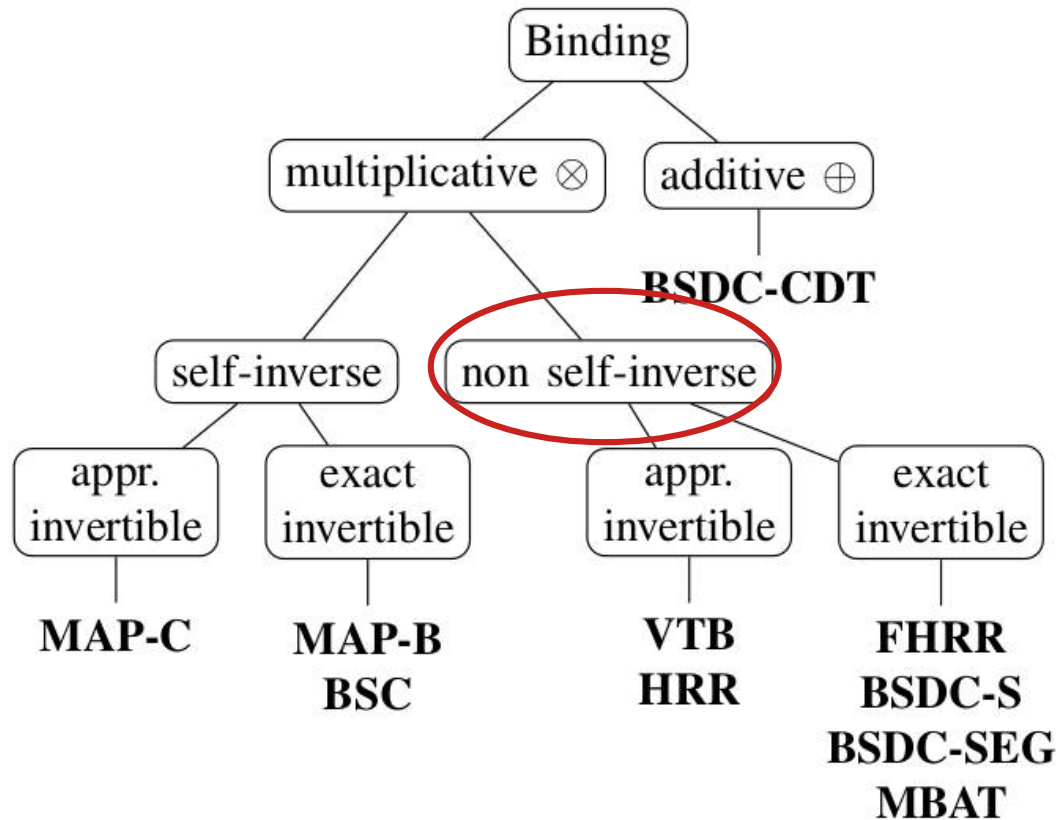 Binding
multiplicative ⊗
additive ⊕
BSDC-CDT
self-inverse
non self-inverse
appr.
invertible
exact
invertible
appr.
invertible
exact
invertible
MAP-C
MAP-B
BSC
VTB
HRR
FHRR
BSDC-S
BSDC-SEG
MBAT